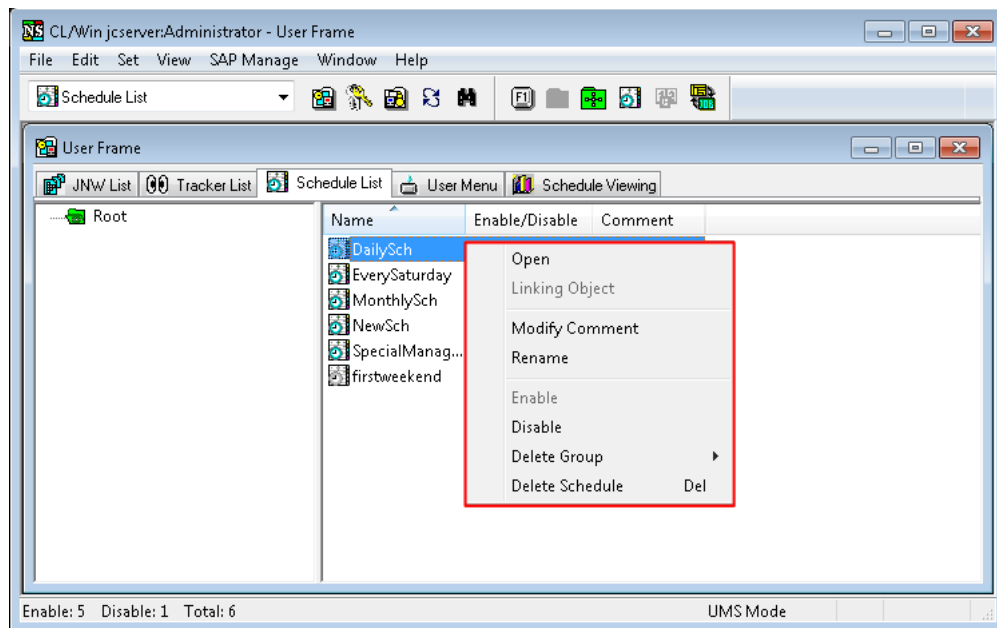 CL/Win jcserver:Administrator - User Frame
File Edit Set View SAP Manage Window Help
Schedule List
F1
User Frame
JNW List Tracker List Schedule List User Menu Schedule Viewing
Root
Name Enable/Disable Comment
DailySch
EverySaturday
MonthlySch
NewSch
SpecialManag...
firstweekend
Open
Linking Object
Modify Comment
Rename
Enable
Disable
Delete Group
Delete Schedule Del
Enable: 5 Disable: 1 Total: 6 UMS Mode